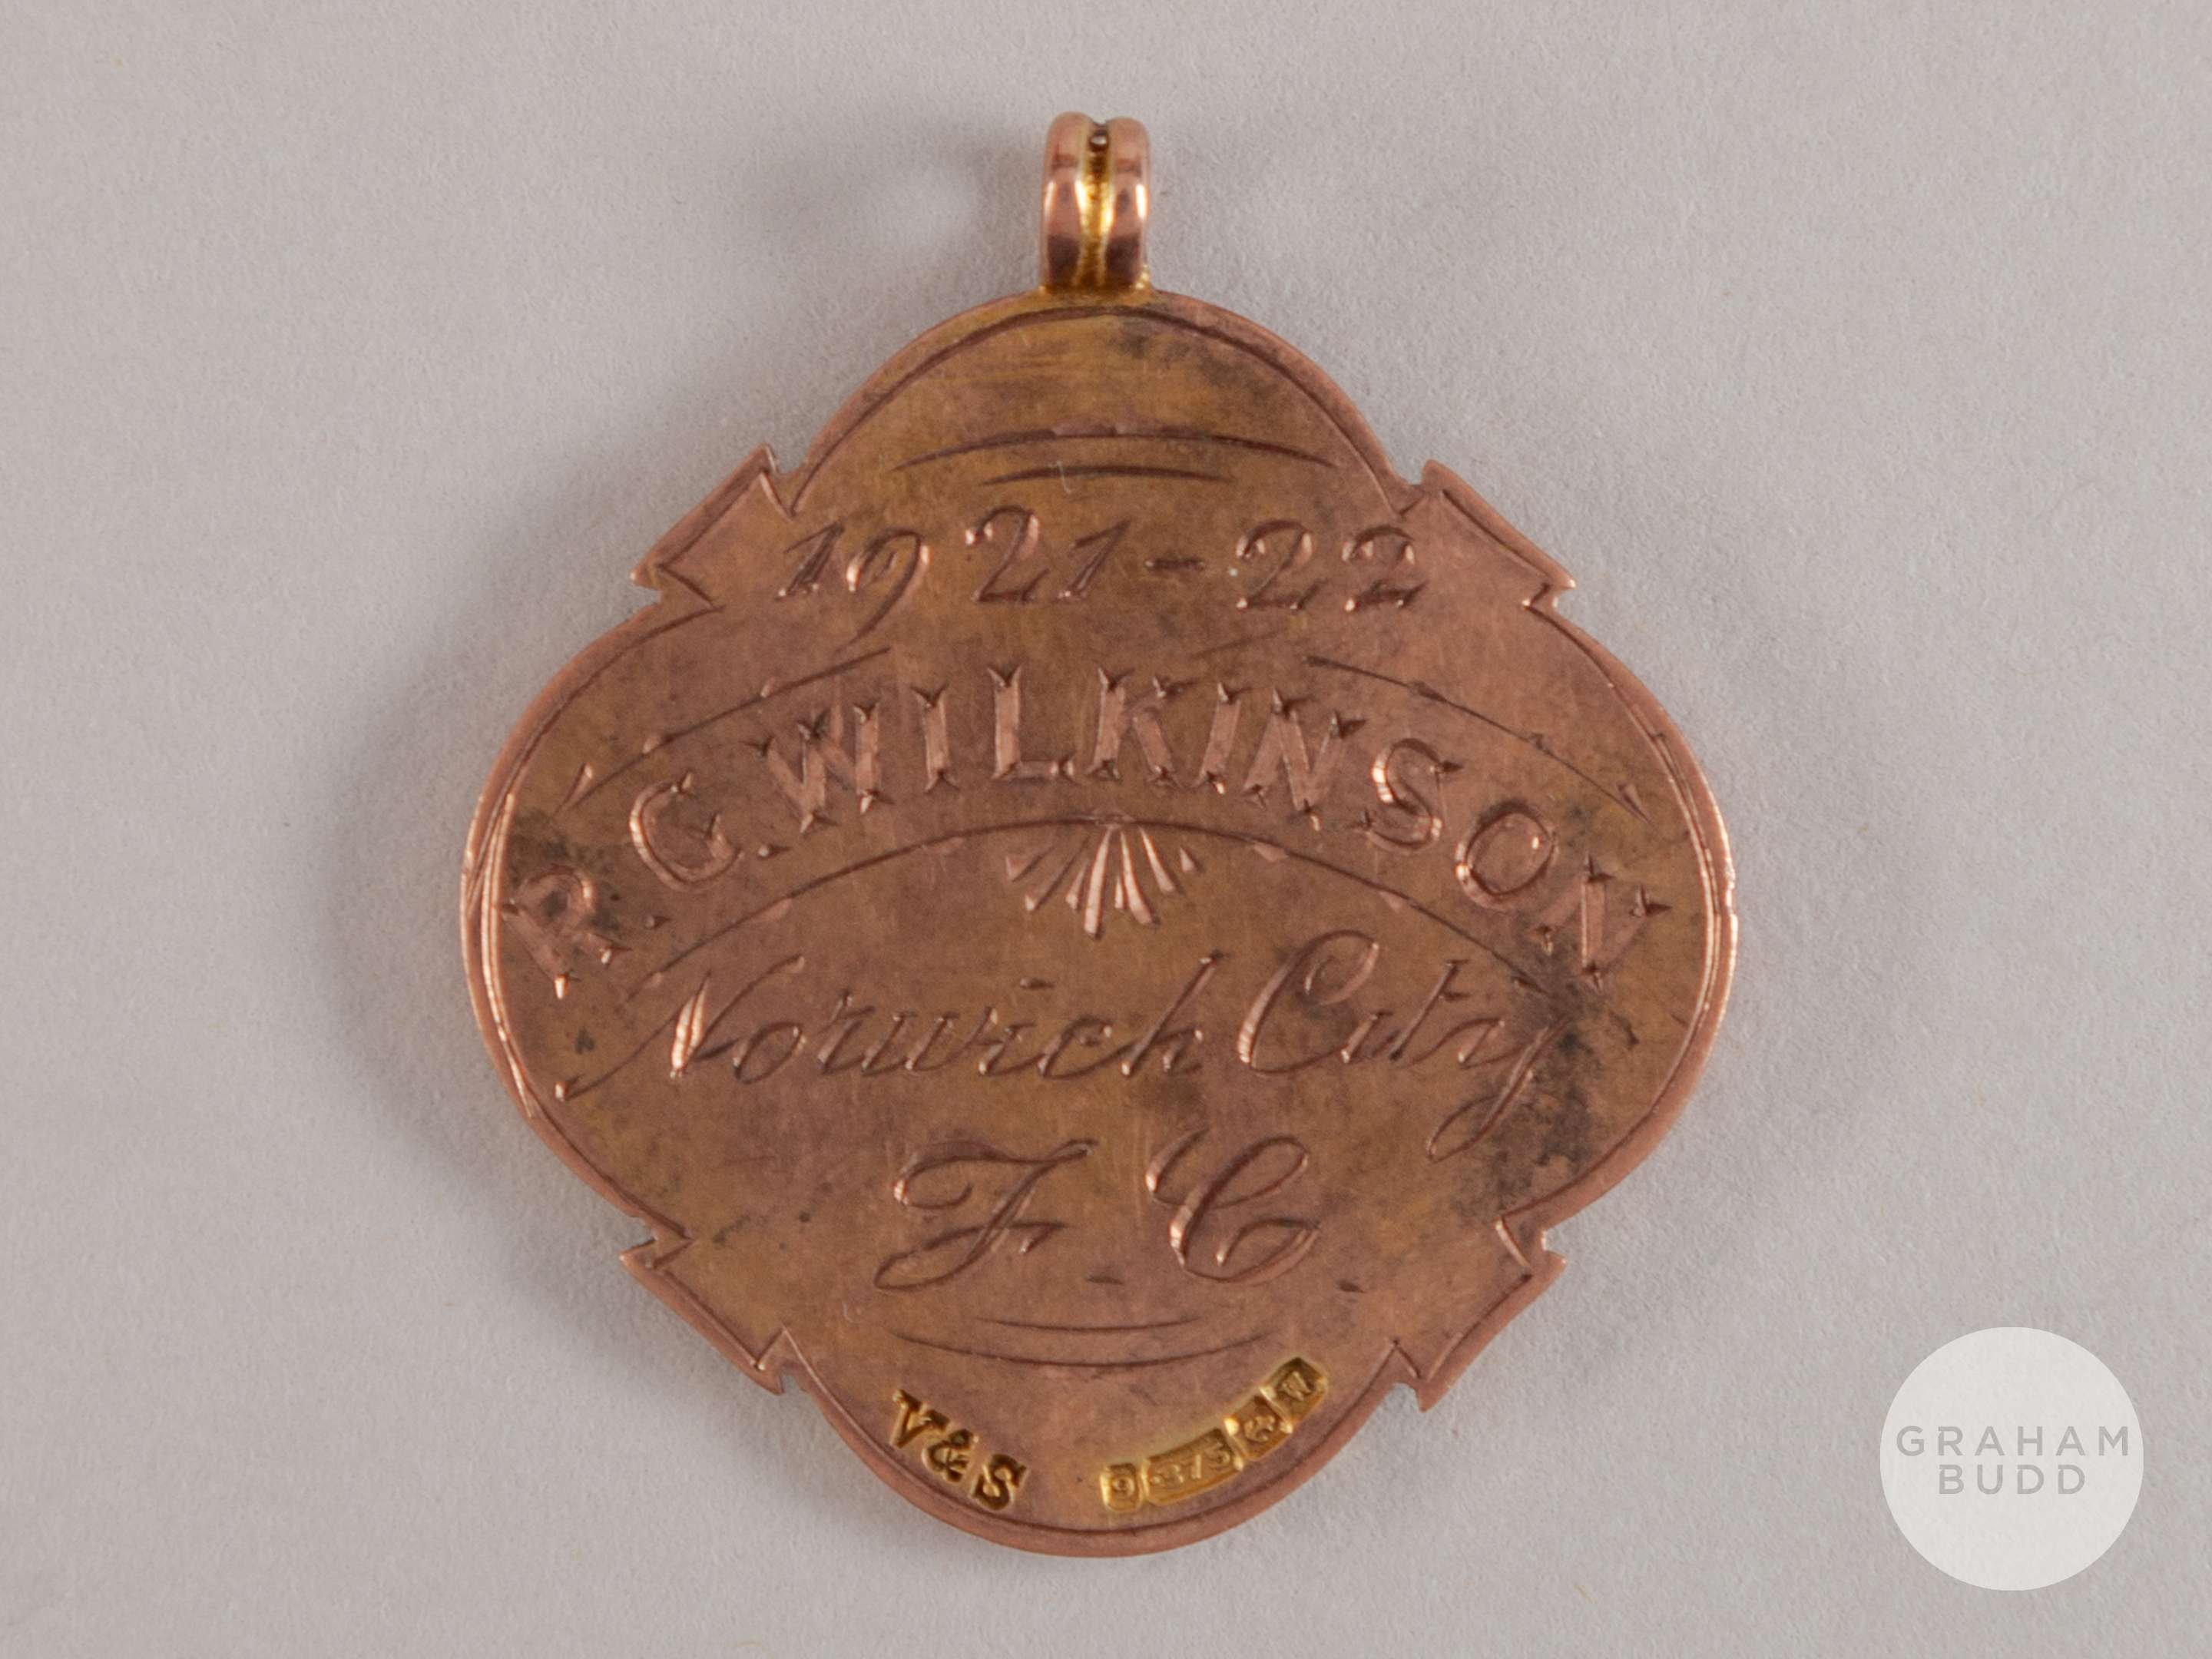 1921-22
R.G.WILKINSON
Norwich City
F.C.
V&S 9 .375
GRAHAM
BUDD